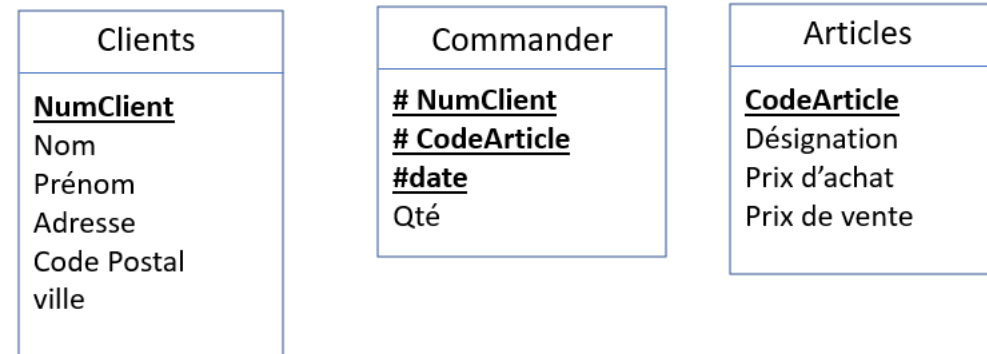 Clients
NumClient
Nom
Prénom
Adresse
Code Postal
ville
Commander
# NumClient
# CodeArticle
#date
Qté
Articles
CodeArticle
Désignation
Prix d’achat
Prix de vente